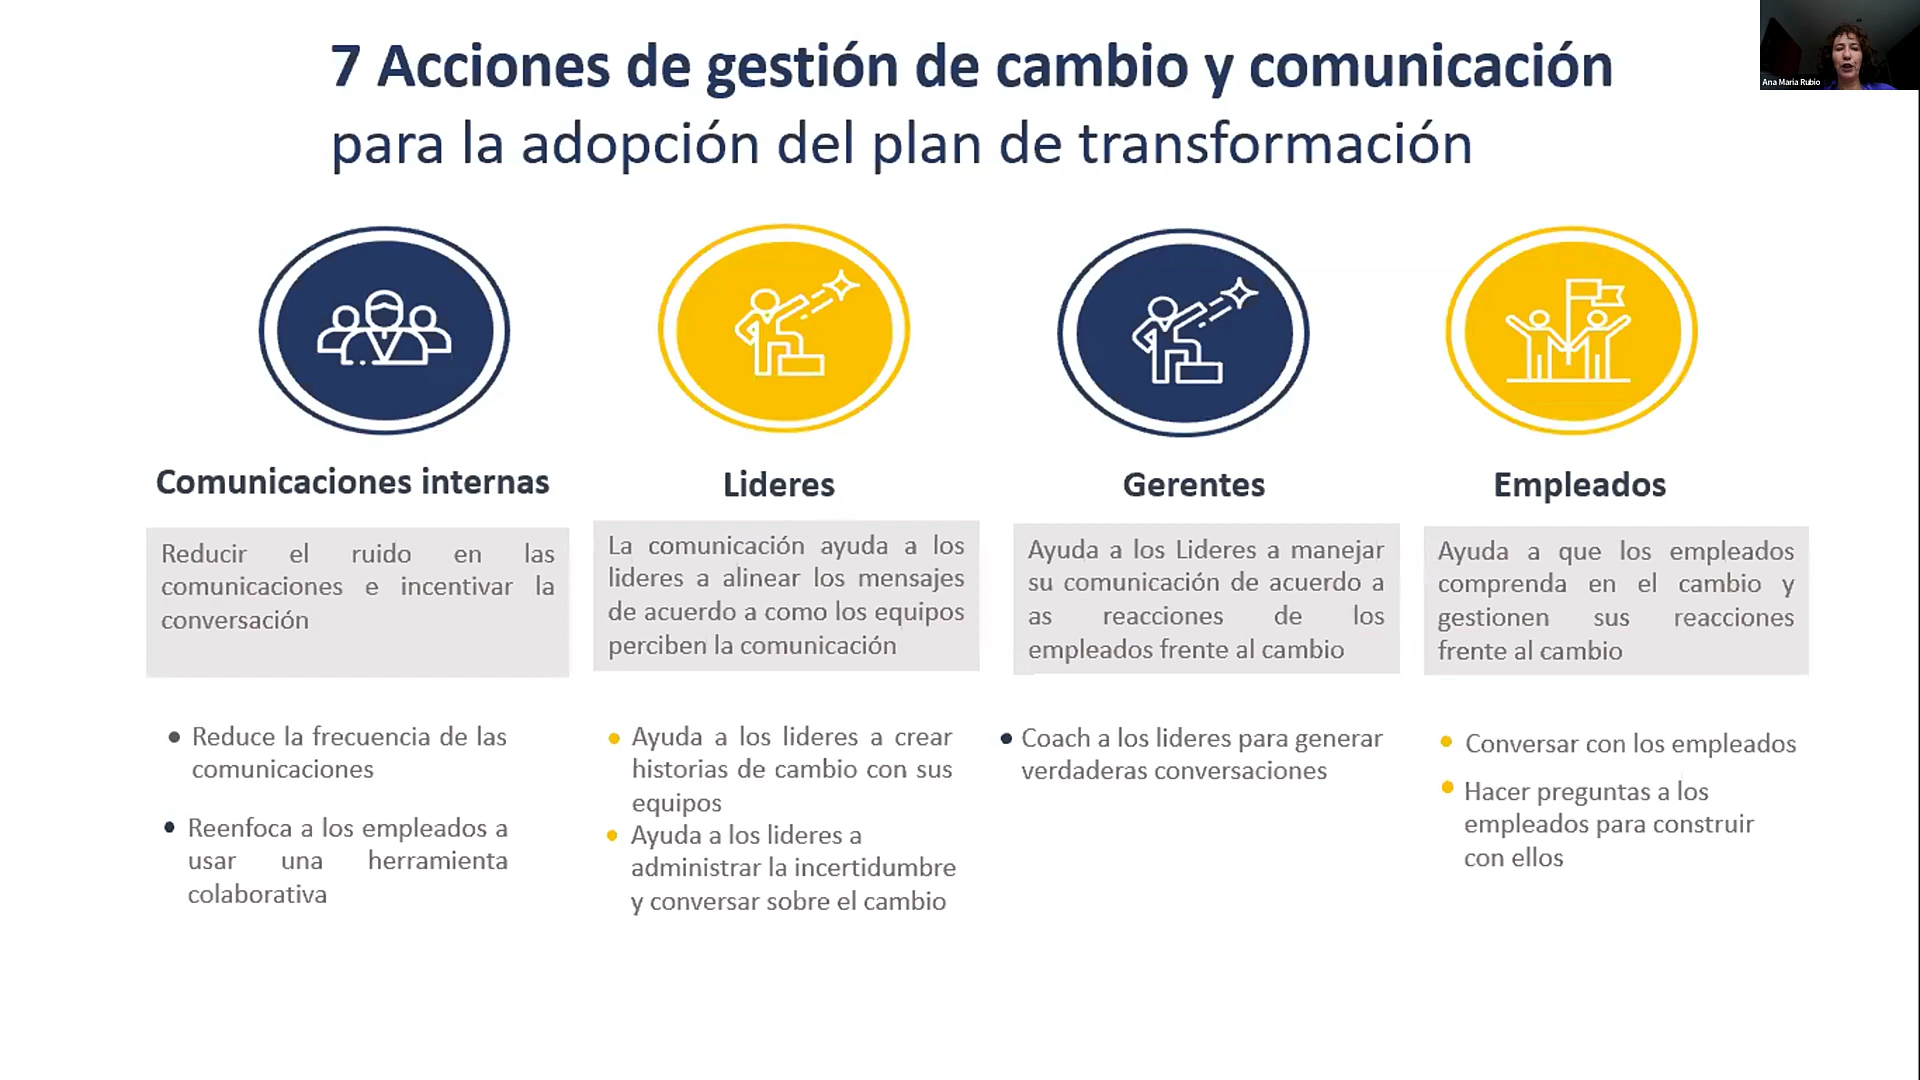 7 Acciones de gestión de cambio y comunicación
para la adopción del plan de transformación
Ana Maria Rubio
Comunicaciones internas
Reducir el ruido en las
comunicaciones e incentivar la
conversación
• Reduce la frecuencia de las
comunicaciones
• Reenfoca a los empleados a
usar una herramienta
colaborativa
Lideres
La comunicación ayuda a los
lideres a alinear los mensajes
de acuerdo a como los equipos
perciben la comunicación
• Ayuda a los lideres a crear
historias de cambio con sus
equipos
• Ayuda a los lideres a
administrar la incertidumbre
y conversar sobre el cambio
Gerentes
Ayuda a los Lideres a manejar
su comunicación de acuerdo a
as reacciones de los
empleados frente al cambio
• Coach a los lideres para generar
verdaderas conversaciones
Empleados
Ayuda a que los empleados
comprenda en el cambio y
gestionen sus reacciones
frente al cambio
• Conversar con los empleados
• Hacer preguntas a los
empleados para construir
con ellos